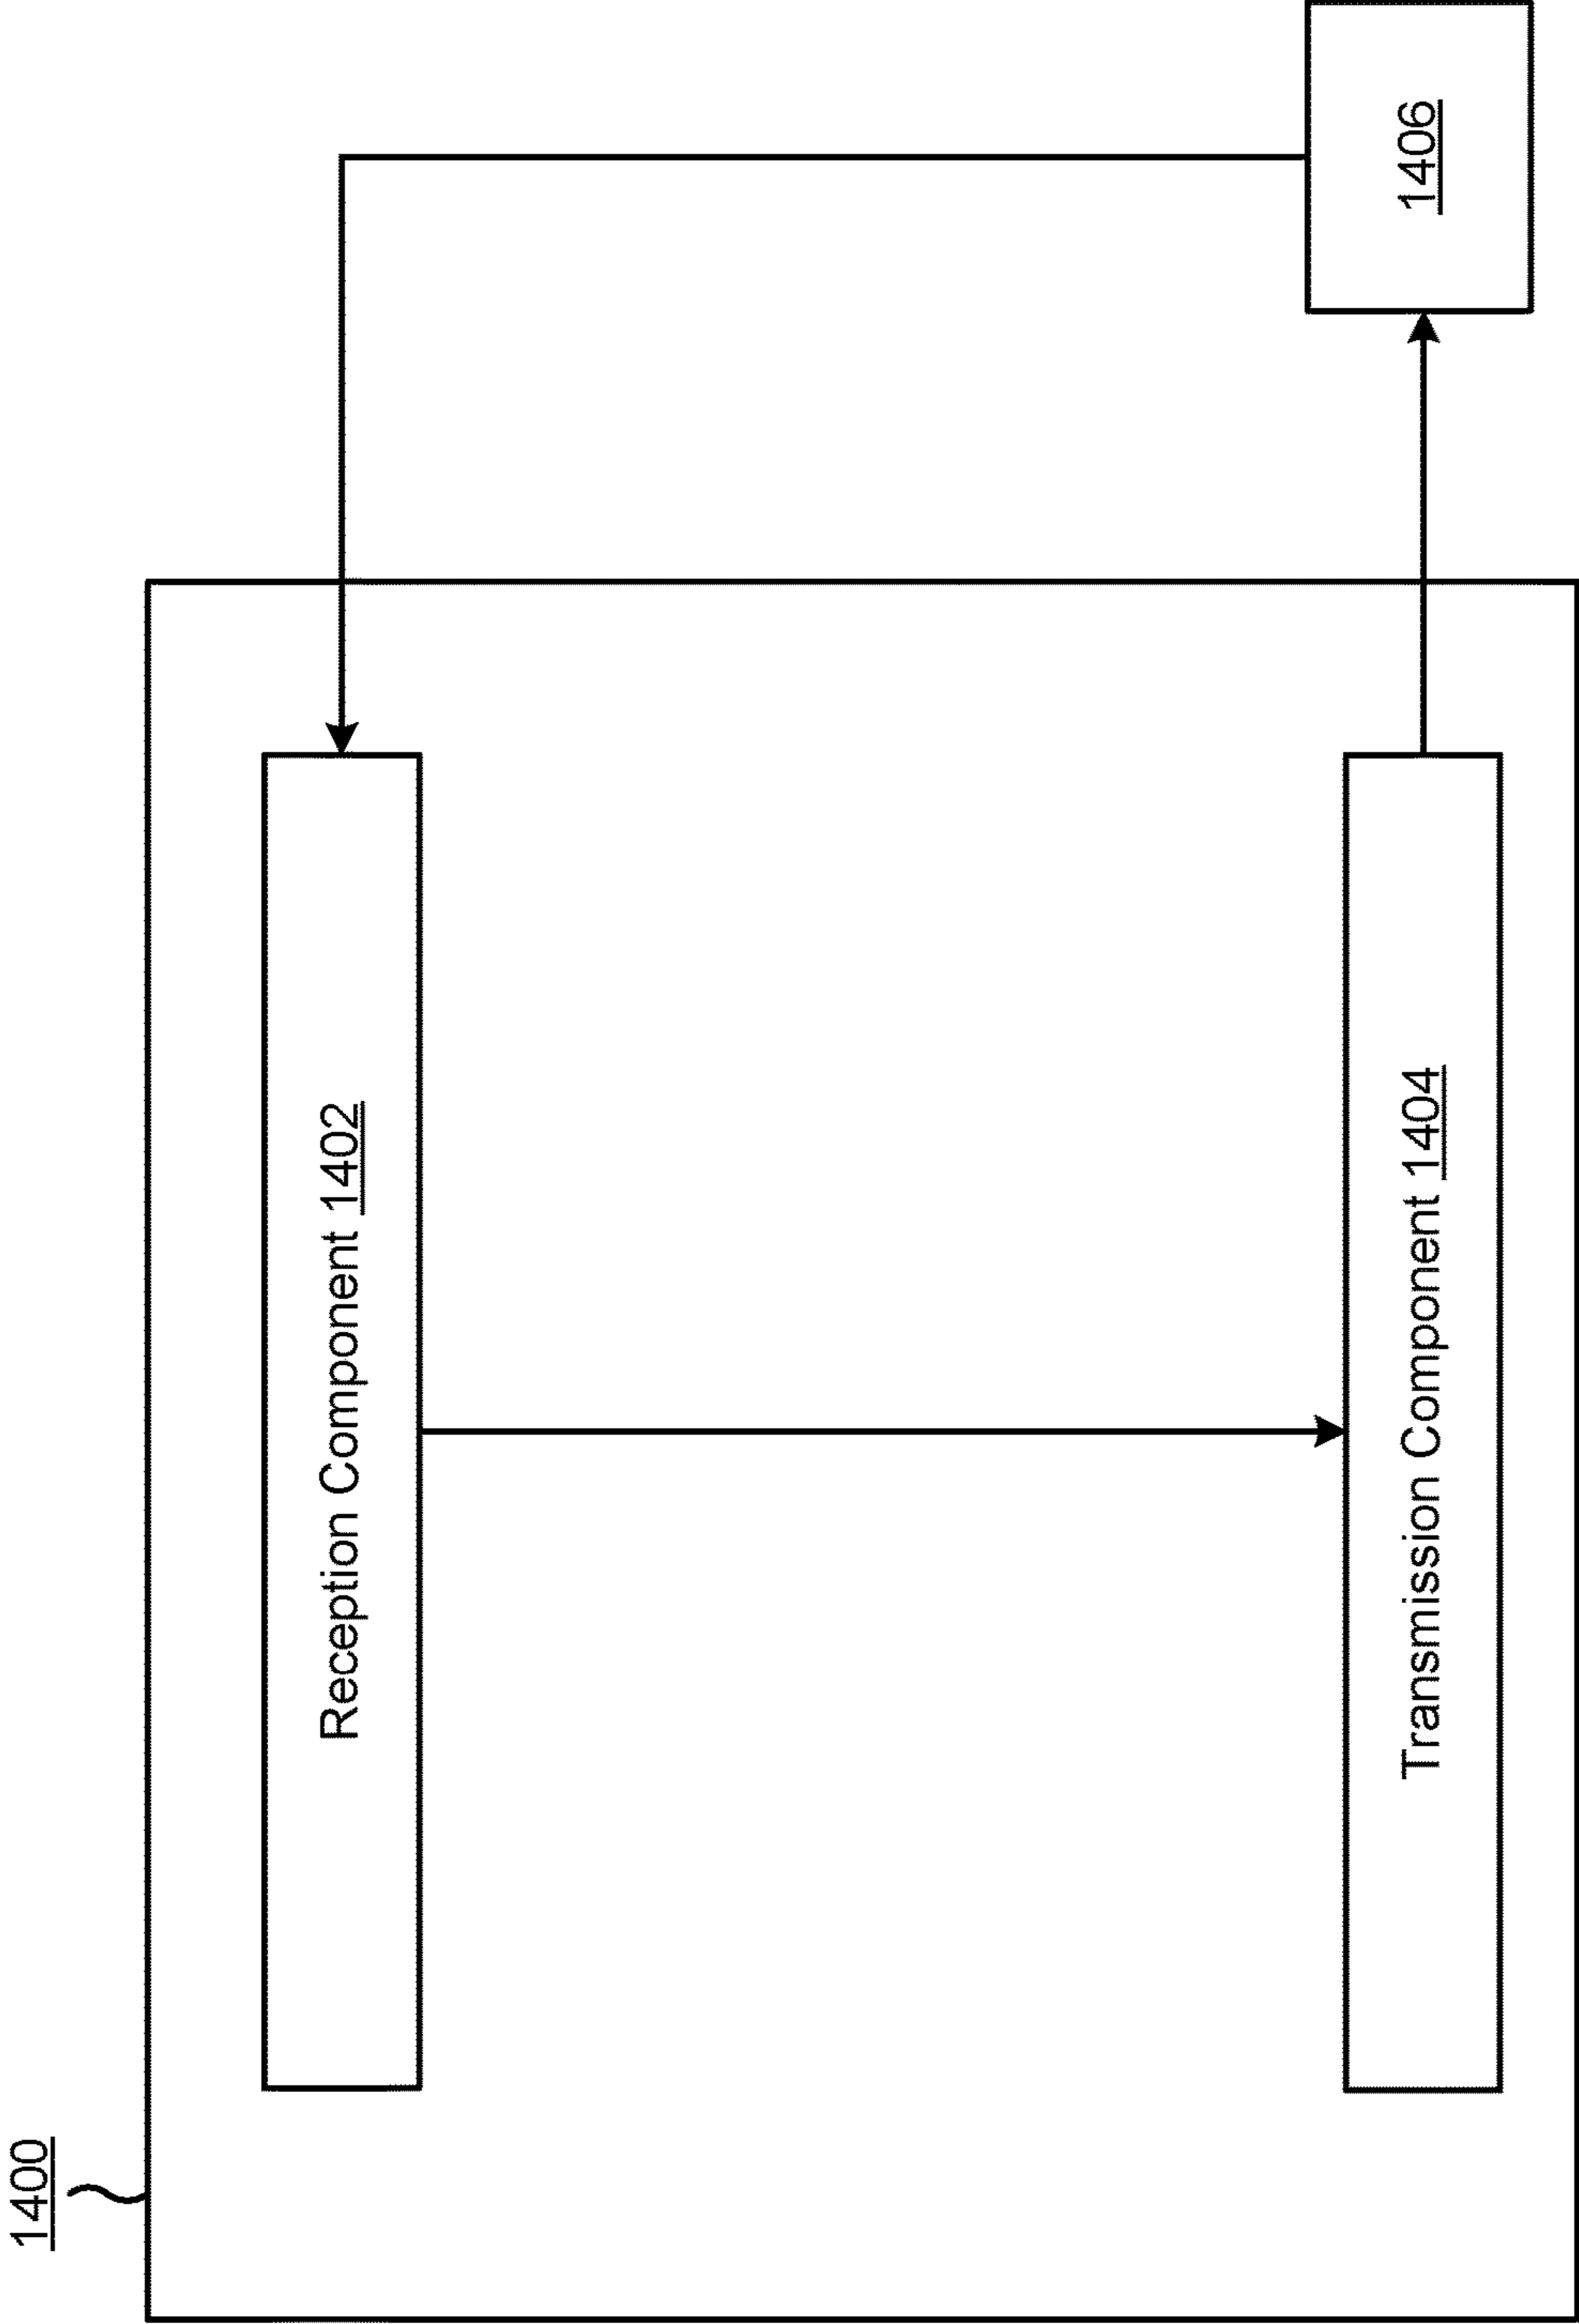 1400
Reception Component 1402
Transmission Component 1404
1406